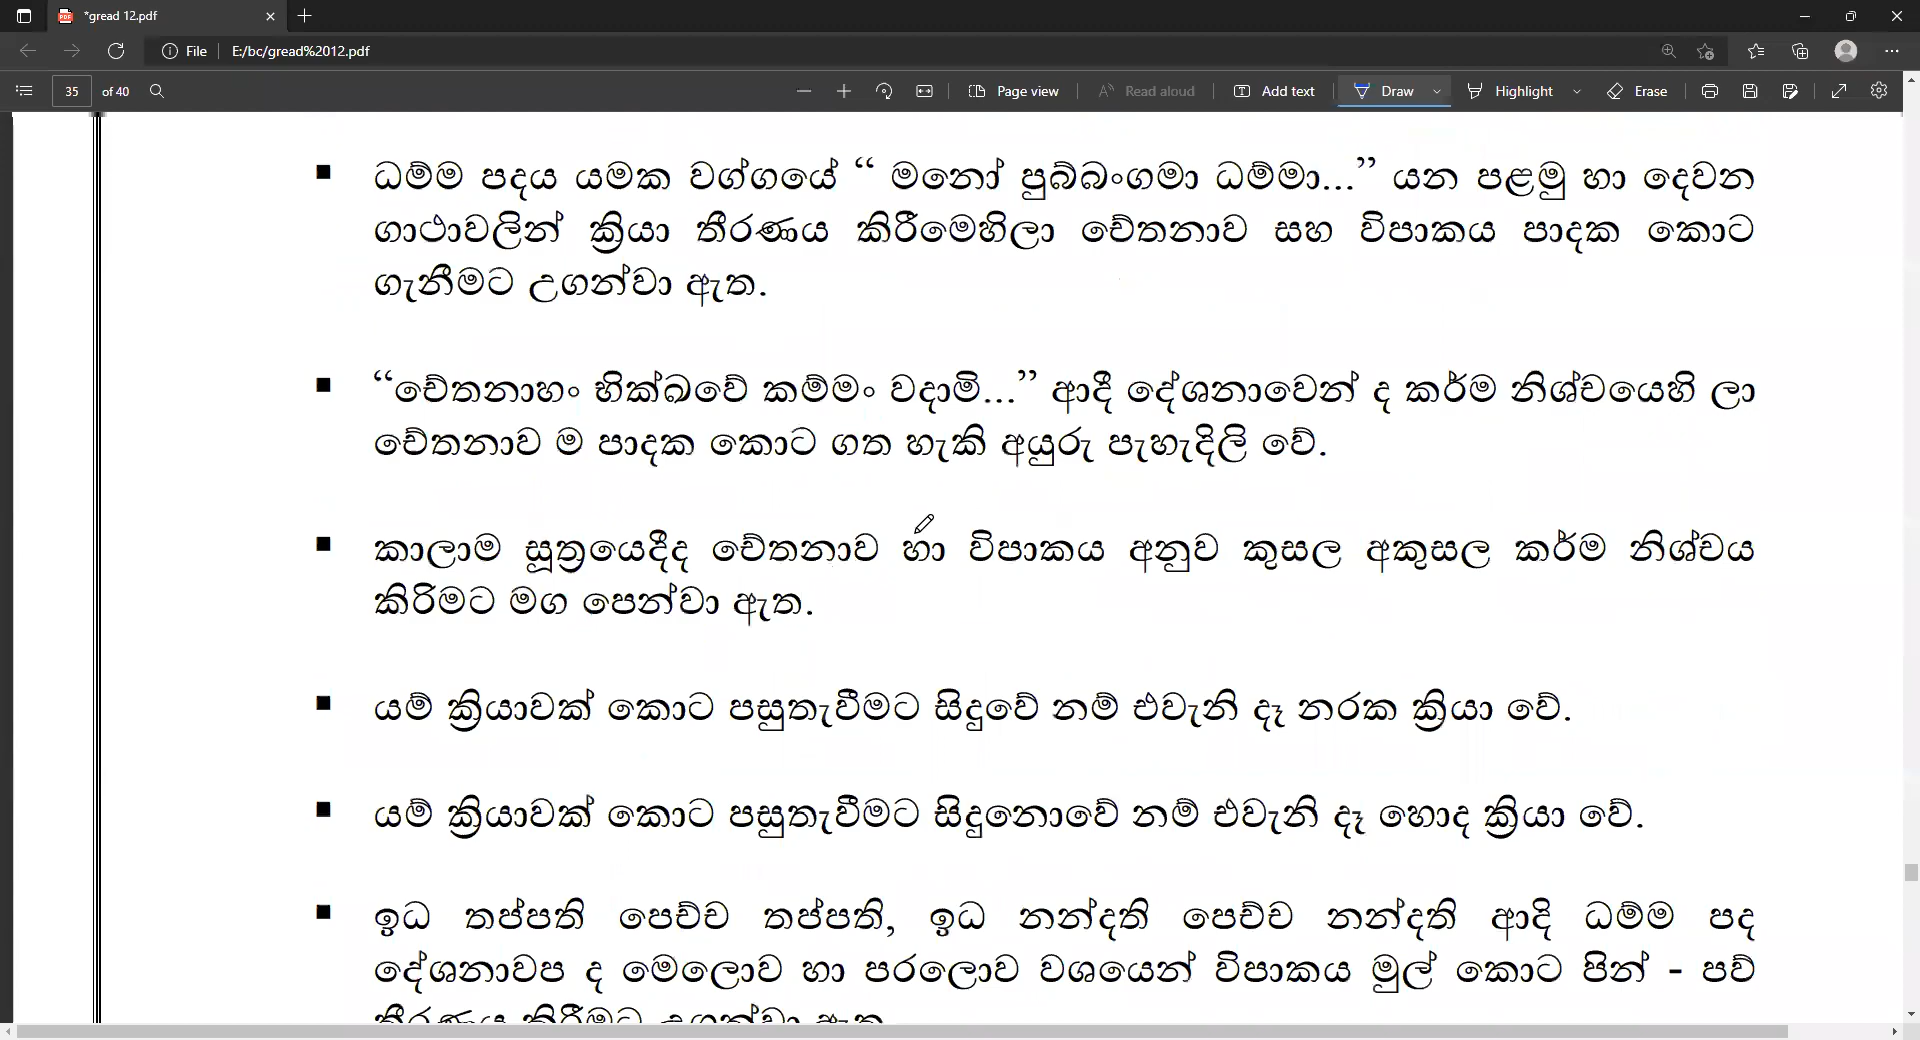 *gread 12.pdf
File E:/bc/gread%2012.pdf
35 of 40 Page view Read aloud Add text Draw Highlight Erase
ධම්ම පදය යමක වග්ගයේ “ මනෝ පුබ්බංගමා ධම්මා...” යන පළමු හා දෙවන
ගාථාවලින් ක්‍රියා තීරණය කිරීමෙහිලා චේතනාව සහ විපාකය පාදක කොට
ගැනීමට උගන්වා ඇත.
“චේතනාහං භික්ඛවේ කම්මං වදාමි...” ආදී දේශනාවෙන් ද කර්ම නිශ්චයෙහි ලා
චේතනාව ම පාදක කොට ගත හැකි අයුරු පැහැදිලි වේ.
කාලාම සූත්‍රයෙදීද චේතනාව හා විපාකය අනුව කුසල අකුසල කර්ම නිශ්චය
කිරිමට මග පෙන්වා ඇත.
යම් ක්‍රියාවක් කොට පසුතැවීමට සිදුවේ නම් එවැනි දෑ නරක ක්‍රියා වේ.
යම් ක්‍රියාවක් කොට පසුතැවීමට සිදුනොවේ නම් එවැනි දෑ හොද ක්‍රියා වේ.
ඉධ තප්පති පෙච්ච තප්පති, ඉධ නන්දති පෙච්ච නන්දති ආදි ධම්ම පද
දේශනාවප ද මෙලොව හා පරලොව වශයෙන් විපාකය මුල් කොට පින් - පව්
තීරණය කිරීමට උගන්වා ඇත